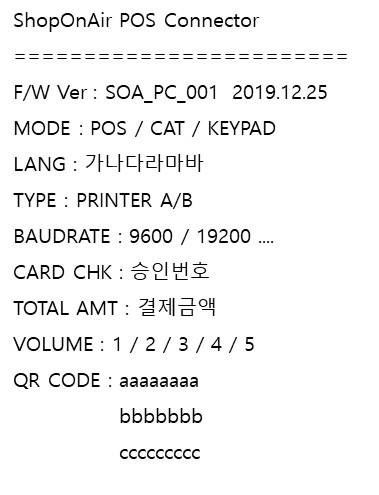 ShopOnAir POS Connector
========================
F/W Ver : SOA_PC_001  2019.12.25
MODE : POS / CAT / KEYPAD
LANG : 가나다라마바
TYPE : PRINTER A/B
BAUDRATE : 9600 / 19200 ....
CARD CHK : 승인번호
TOTAL AMT : 결제금액
VOLUME : 1 / 2 / 3 / 4 / 5
QR CODE : aaaaaaaa
bbbbbbb
ccccccccc